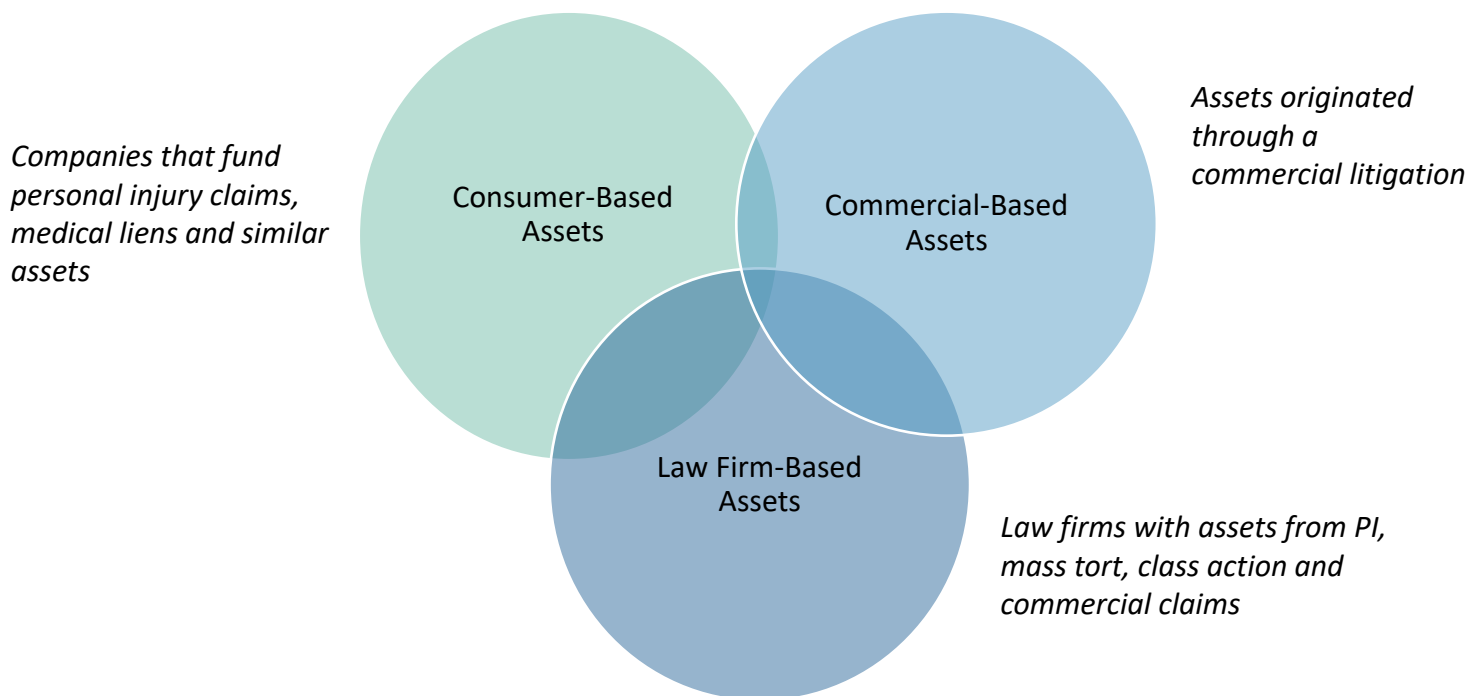 Companies that fund
personal injury claims,
medical liens and similar
assets
Consumer-Based
Assets
Commercial-Based
Assets
Assets originated
through a
commercial litigation
Law Firm-Based
Assets
Law firms with assets from PI,
mass tort, class action and
commercial claims